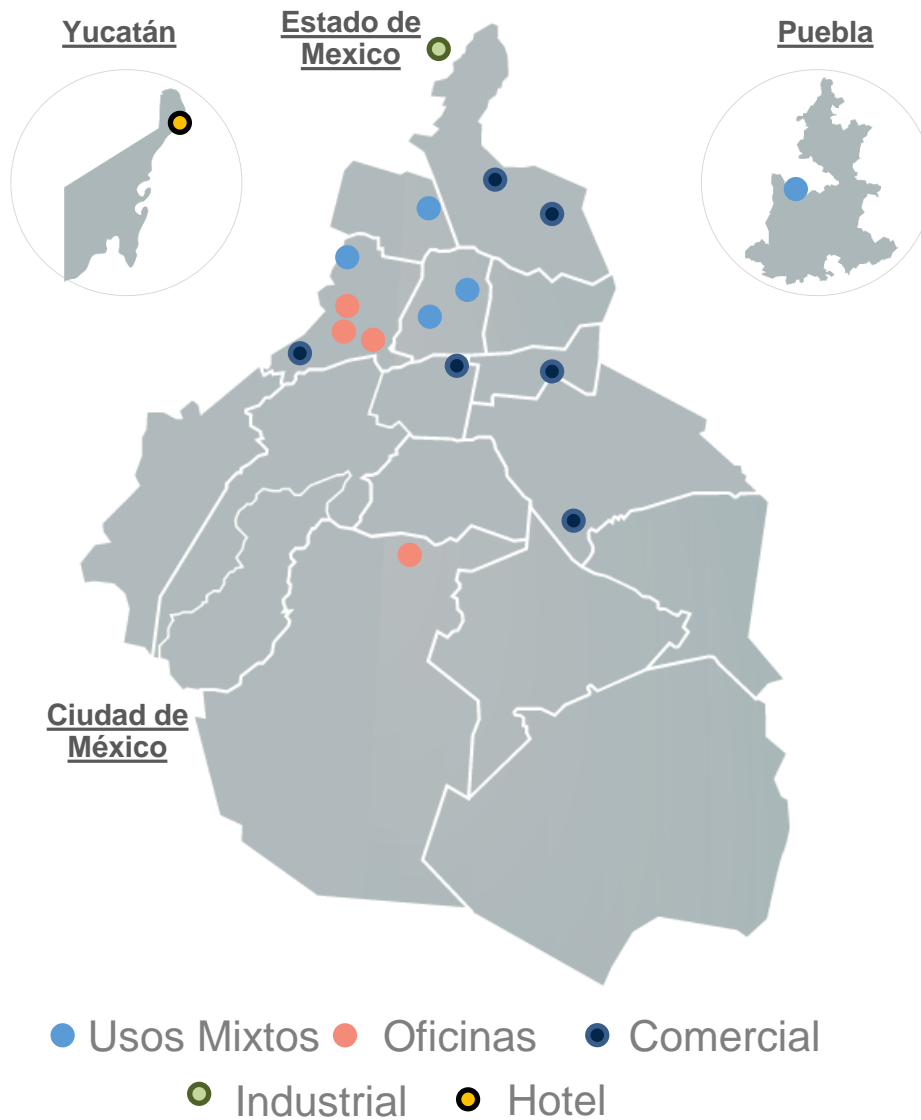 Yucatán
Estado de
Mexico
Puebla
Ciudad de
México
Usos Mixtos
Oficinas
Comercial
Industrial
Hotel